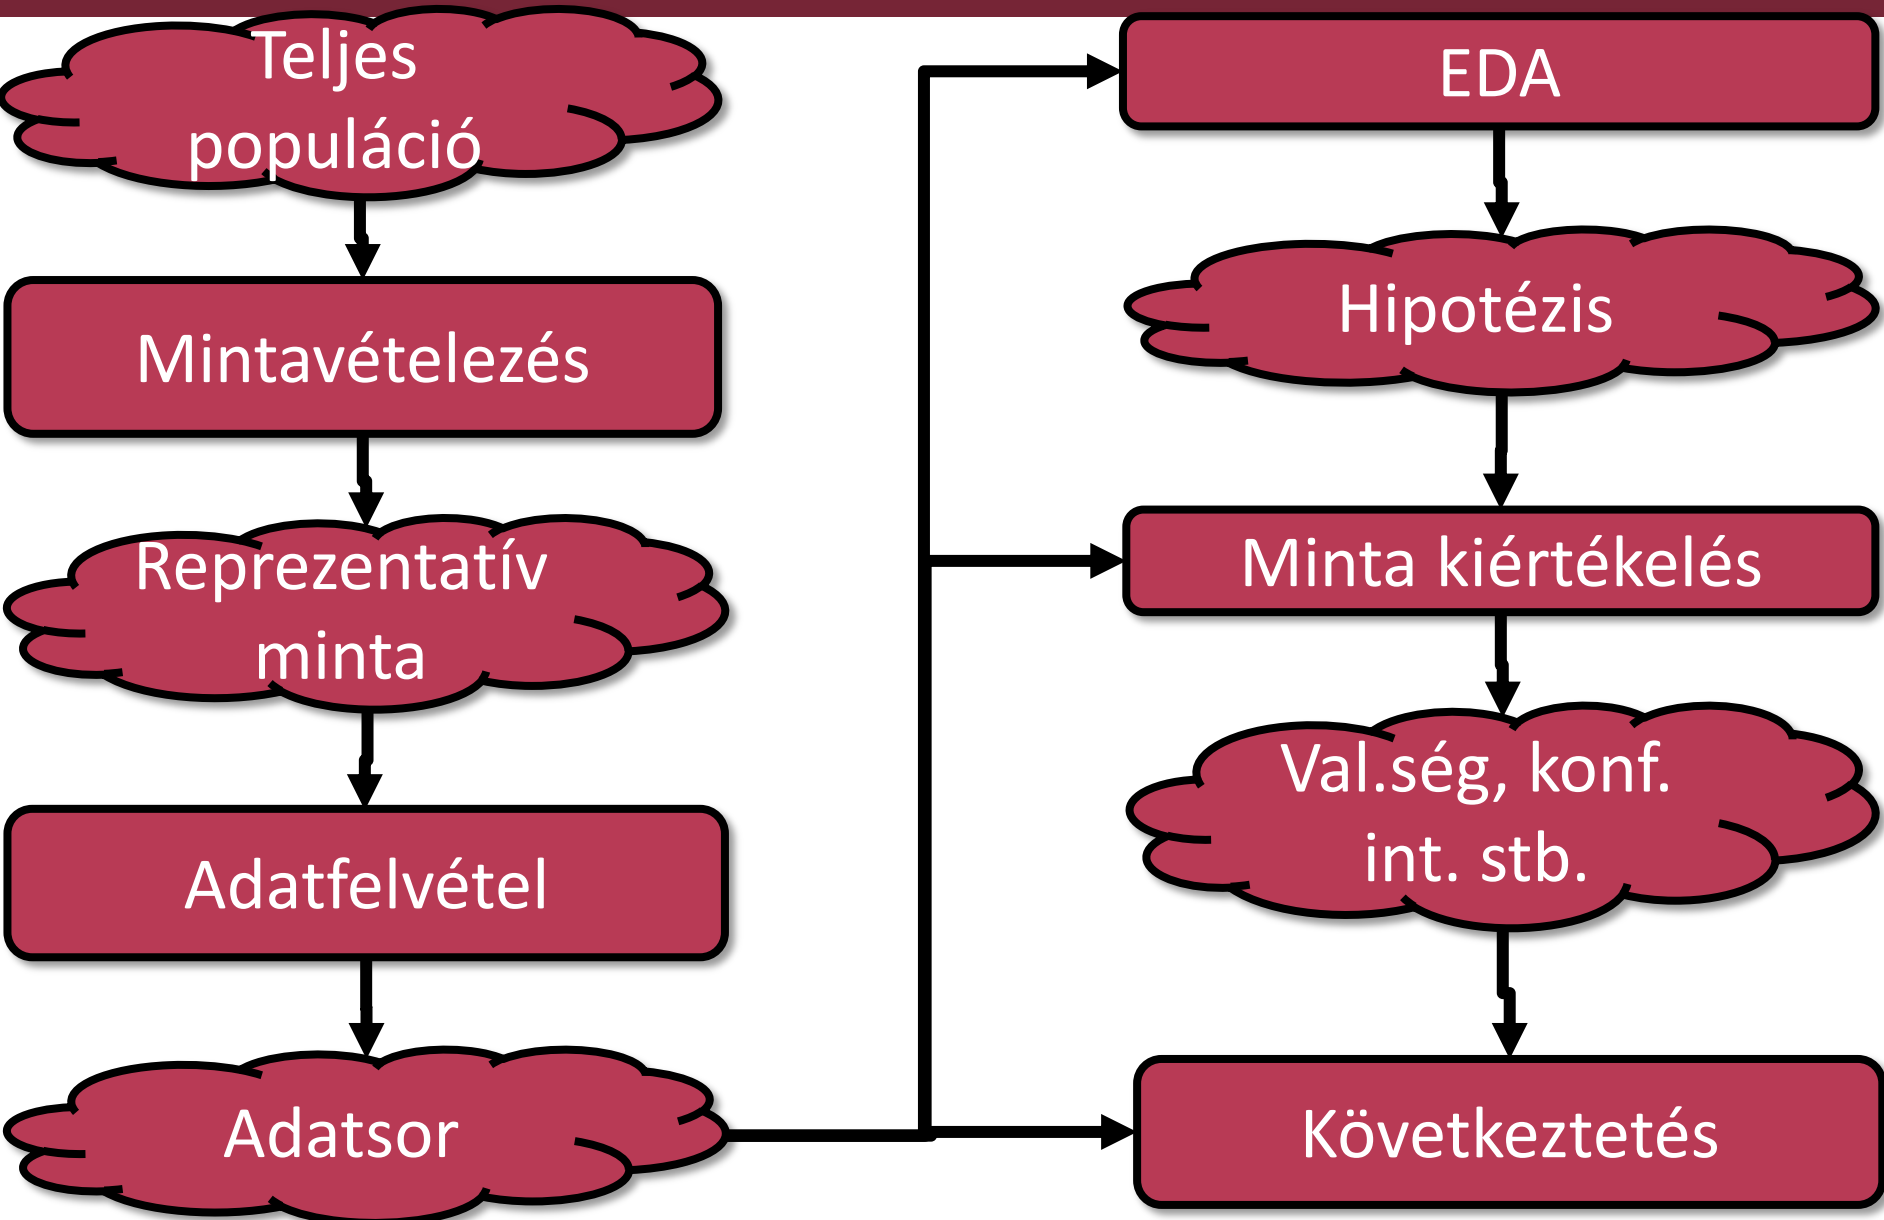 Teljes
populáció
Mintavételezés
Reprezentatív
minta
Adatfelvétel
Adatsor
EDA
Hipotézis
Minta kiértékelés
Val.ség, konf.
int. stb.
Következtetés